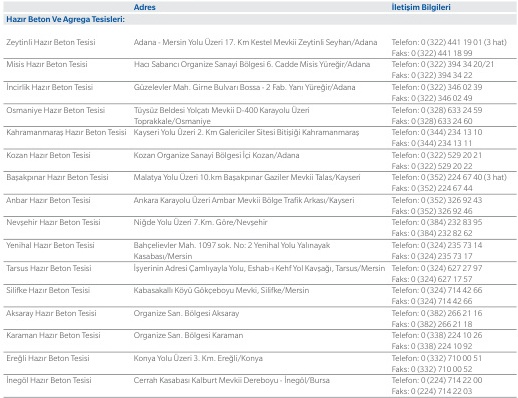 Adres İletişim Bilgileri
Hazır Beton Ve Agrega Tesisleri:
Zeytinli Hazır Beton Tesisi Adana - Mersin Yolu Üzeri 17. Km Kestel Mevkii Zeytinli Seyhan/Adana Telefon: 0 (322) 441 19 01 (3 hat)
Faks: 0 (322) 441 18 99
Misis Hazır Beton Tesisi Hacı Sabancı Organize Sanayi Bölgesi 6. Cadde Misis Yüreğir/Adana Telefon: 0 (322) 394 34 20/21
Faks: 0 (322) 394 34 22
İncirlik Hazır Beton Tesisi Güzelevler Mah. Girne Bulvarı Bossa - 2 Fab. Yanı Yüreğir/Adana Telefon: 0 (322) 346 02 39
Faks: 0 (322) 346 02 49
Osmaniye Hazır Beton Tesisi Tüysüz Beldesi Yolçatı Mevkii D-400 Karayolu Üzeri Telefon: 0 (328) 633 24 59
Toprakkale/Osmaniye Faks: 0 (328) 633 24 60
Kahramanmaraş Hazır Beton Tesisi Kayseri Yolu Üzeri 2. Km Galericiler Sitesi Bitişiği Kahramanmaraş Telefon: 0 (344) 234 13 10
Faks: 0 (344) 234 13 11
Kozan Hazır Beton Tesisi Kozan Organize Sanayi Bölgesi İçi Kozan/Adana Telefon: 0 (322) 529 20 21
Faks: 0 (322) 529 20 22
Başakpınar Hazır Beton Tesisi Malatya Yolu Üzeri 10.km Başakpınar Gaziler Mevkii Talas/Kayseri Telefon: 0 (352) 224 67 40 (3 hat)
Faks: 0 (352) 224 67 44
Anbar Hazır Beton Tesisi Ankara Karayolu Üzeri Ambar Mevkii Bölge Trafik Arkası/Kayseri Telefon: 0 (352) 326 92 43
Faks: 0 (352) 326 92 46
Nevşehir Hazır Beton Tesisi Niğde Yolu Üzeri 7.Km. Göre/Nevşehir Telefon: 0 (384) 232 83 95
Faks: 0 (384) 232 82 62
Yenihal Hazır Beton Tesisi Bahçelievler Mah. 1097 sok. No: 2 Yenihal Yolu Yalınayak Telefon: 0 (324) 235 73 14
Kasabası/Mersin Faks: 0 (324) 235 73 17
Tarsus Hazır Beton Tesisi İşyerinin Adresi Çamlıyayla Yolu, Eshab-ı Kehf Yol Kavşağı, Tarsus/Mersin Telefon: 0 (324) 627 27 97
Faks: 0 (324) 627 17 57
Silifke Hazır Beton Tesisi Kabasakallı Köyü Gökçeboyu Mevki, Silifke/Mersin Telefon: 0 (324) 714 42 66
Faks: 0 (324) 714 42 66
Aksaray Hazır Beton Tesisi Organize San. Bölgesi Aksaray Telefon: 0 (382) 266 21 16
Faks: 0 (382) 266 21 18
Karaman Hazır Beton Tesisi Organize San. Bölgesi Karaman Telefon: 0 (338) 224 10 26
Faks: 0 (338) 224 10 92
Ereğli Hazır Beton Tesisi Konya Yolu Üzeri 3. Km. Ereğli/Konya Telefon: 0 (332) 710 00 51
Faks: 0 (332) 710 00 52
İnegöl Hazır Beton Tesisi Cerrah Kasabası Kalburt Mevkii Dereboyu - İnegöl/Bursa Telefon: 0 (224) 714 22 00
Faks: 0 (224) 714 22 03